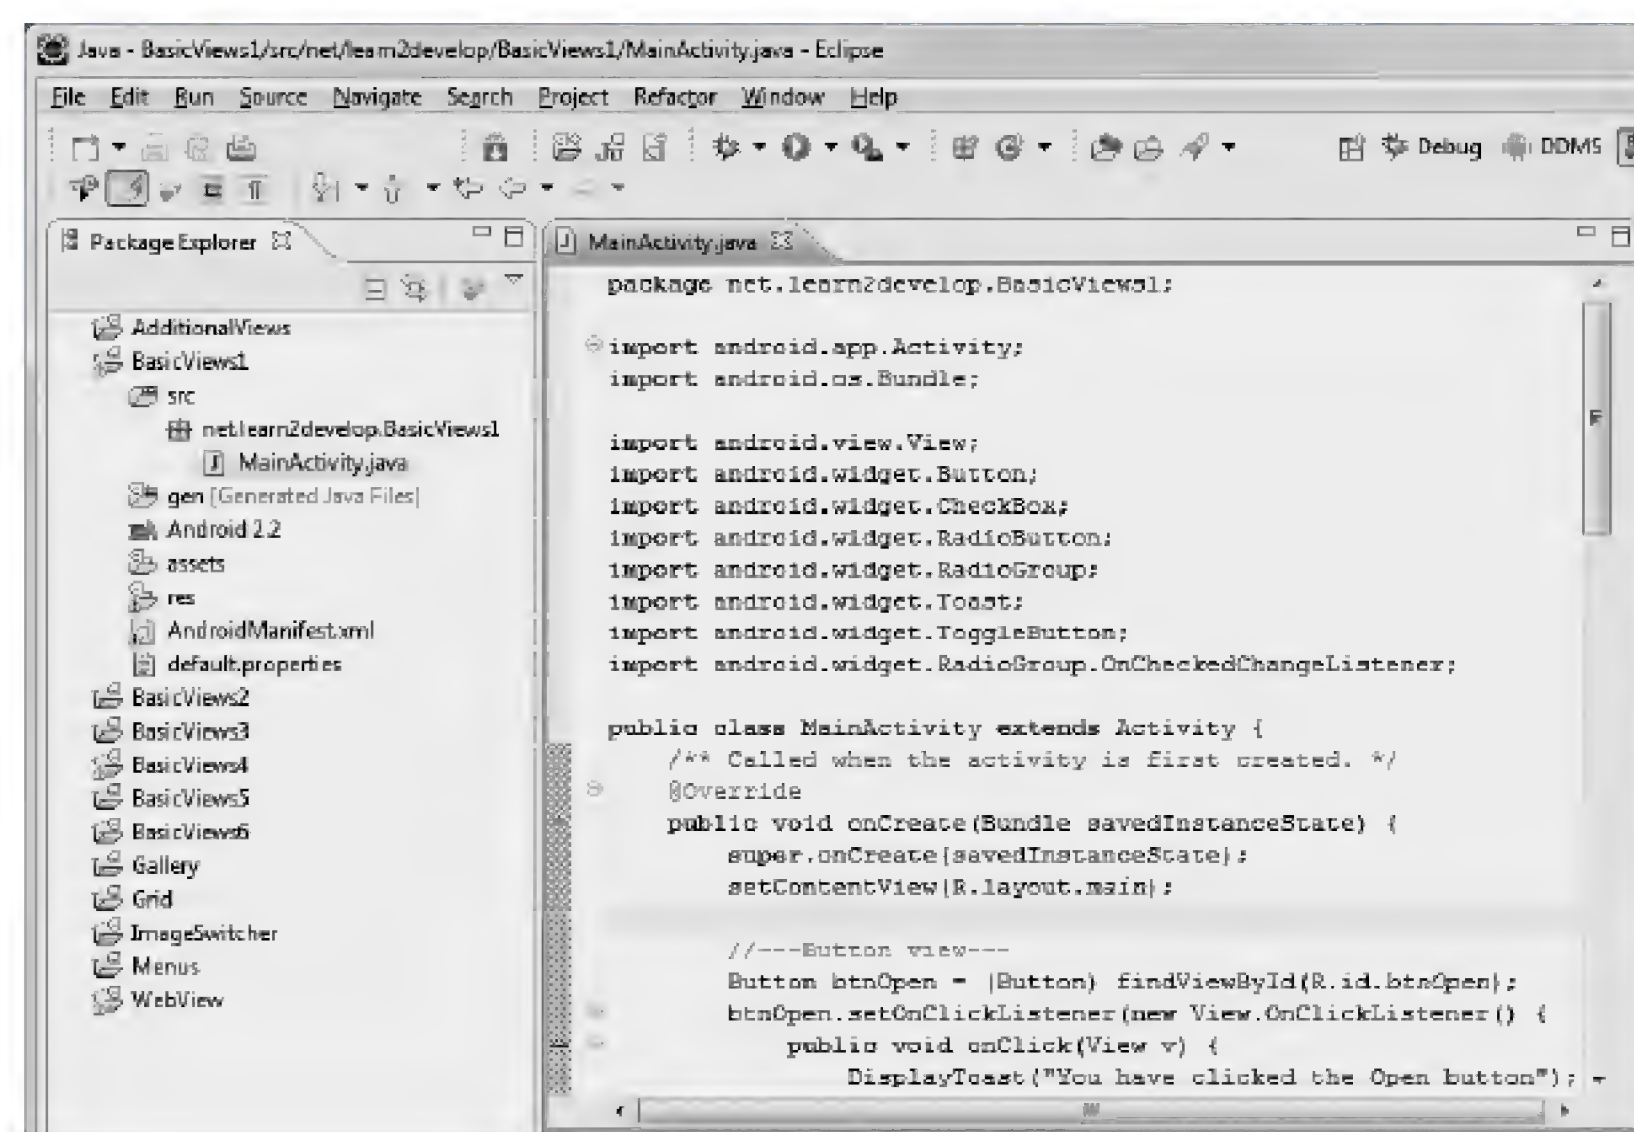 Java - BasicViews1/src/net/learn2develop/BasicViews1/MainActivity.java - Eclipse
File Edit Run Source Navigate Search Project Refactor Window Help
Debug DDMS
Package Explorer
MainActivity.java
AdditionalViews
BasicViews1
src
net.learn2develop.BasicViews1
MainActivity.java
gen [Generated Java Files]
Android 2.2
assets
res
AndroidManifest.xml
default.properties
BasicViews2
BasicViews3
BasicViews4
BasicViews5
BasicViews6
Gallery
Grid
ImageSwitcher
Menus
WebView
package net.learn2develop.BasicViews1;
import android.app.Activity;
import android.os.Bundle;
import android.view.View;
import android.widget.Button;
import android.widget.CheckBox;
import android.widget.RadioButton;
import android.widget.RadioGroup;
import android.widget.Toast;
import android.widget.ToggleButton;
import android.widget.RadioGroup.OnCheckedChangeListener;
public class MainActivity extends Activity {
/** Called when the activity is first created. */
@Override
public void onCreate(Bundle savedInstanceState) {
super.onCreate(savedInstanceState);
setContentView(R.layout.main);
//---Button view---
Button btnOpen = (Button) findViewById(R.id.btnOpen);
btnOpen.setOnClickListener(new View.OnClickListener() {
public void onClick(View v) {
DisplayToast("You have clicked the Open button");